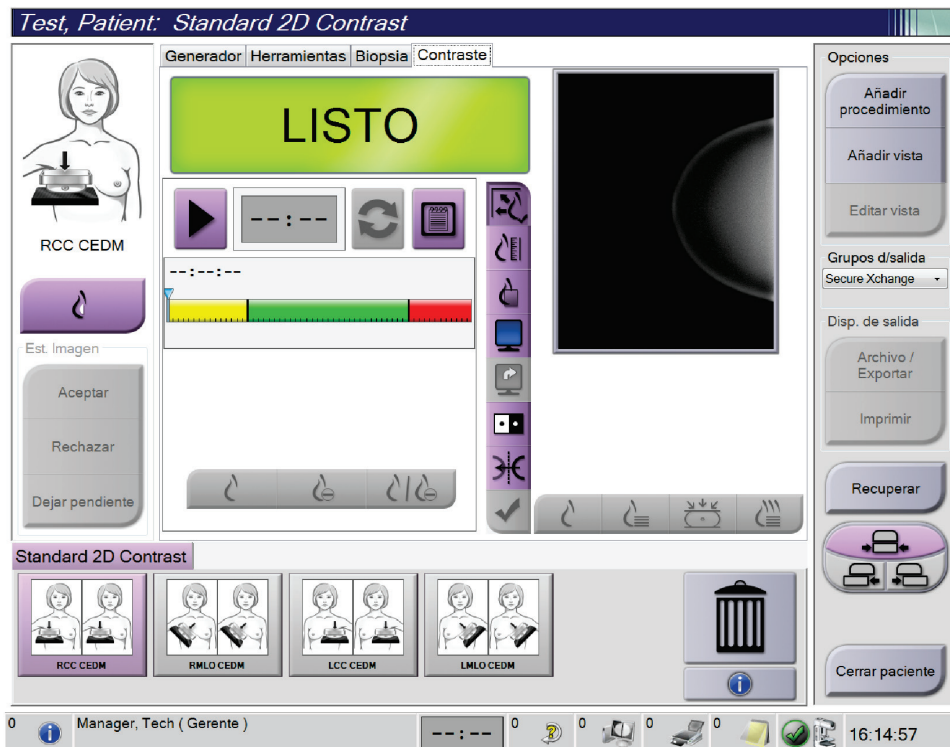 Test, Patient: Standard 2D Contrast
Generador Herramientas Biopsia Contraste
LISTO
--:--
9999
--:--:--
RCC CEDM
Est. Imagen
Aceptar
Rechazar
Dejar pendiente
Opciones
Añadir
procedimiento
Añadir vista
Editar vista
Grupos d/salida
Secure Xchange
Disp. de salida
Archivo /
Exportar
Imprimir
Recuperar
Cerrar paciente
Standard 2D Contrast
RCC CEDM
RMLO CEDM
LCC CEDM
LMLO CEDM
0 Manager, Tech ( Gerente ) --:-- 0 0 0 0 16:14:57